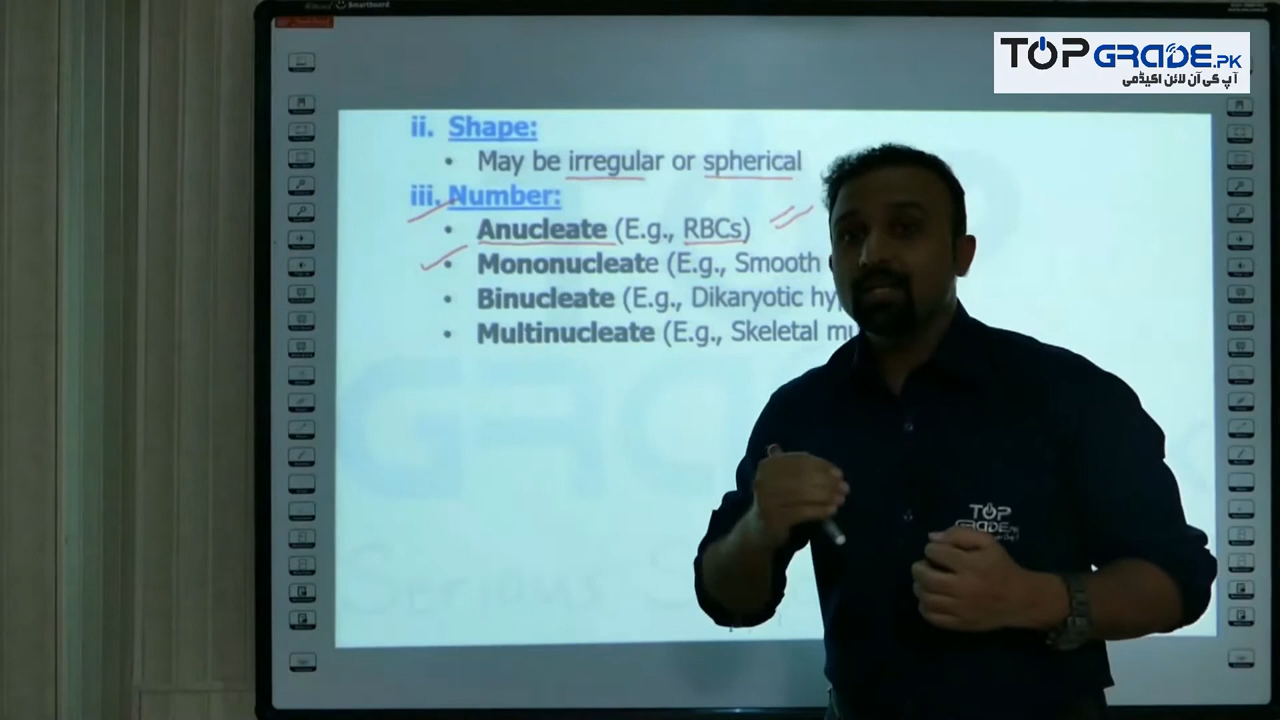 Smartboard
TOPGRADE.PK
آپ کی آن لائن اکیڈمی
ii. Shape:
• May be irregular or spherical
iii. Number:
• Anucleate (E.g., RBCs)
• Mononucleate (E.g., Smooth
• Binucleate (E.g., Dikaryotic hy
• Multinucleate (E.g., Skeletal mu
TOP
GRADE